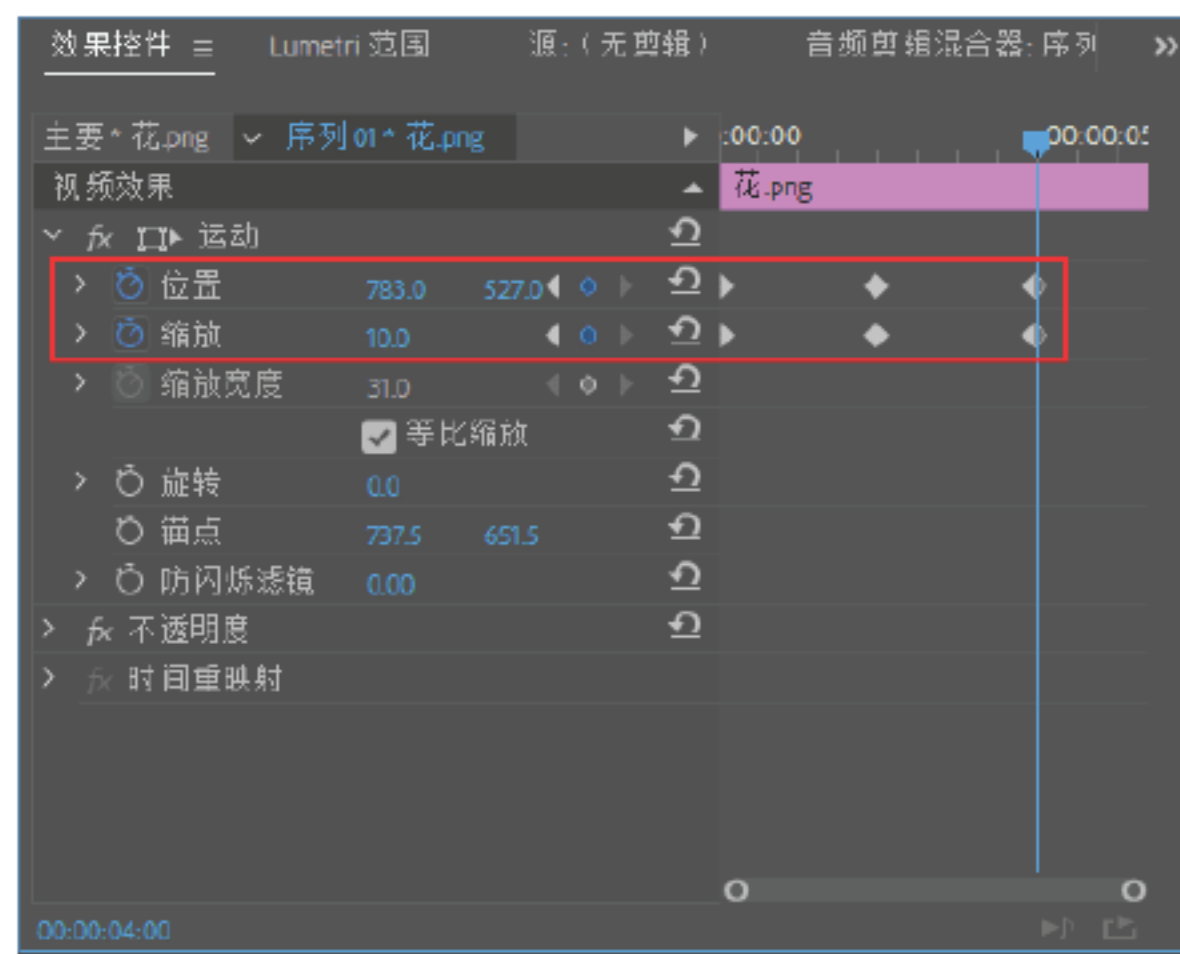 效果控件 Lumetri 范围 源:(无剪辑) 音频剪辑混合器:序列
主要*花.png 序列 01*花.png :00:00 00:00:05
视频效果 花.png
fx 运动
位置 783.0 527.0
缩放 10.0
缩放宽度 31.0
等比缩放
旋转 0.0
锚点 737.5 651.5
防闪烁滤镜 0.00
fx 不透明度
fx 时间重映射
00:00:04:00